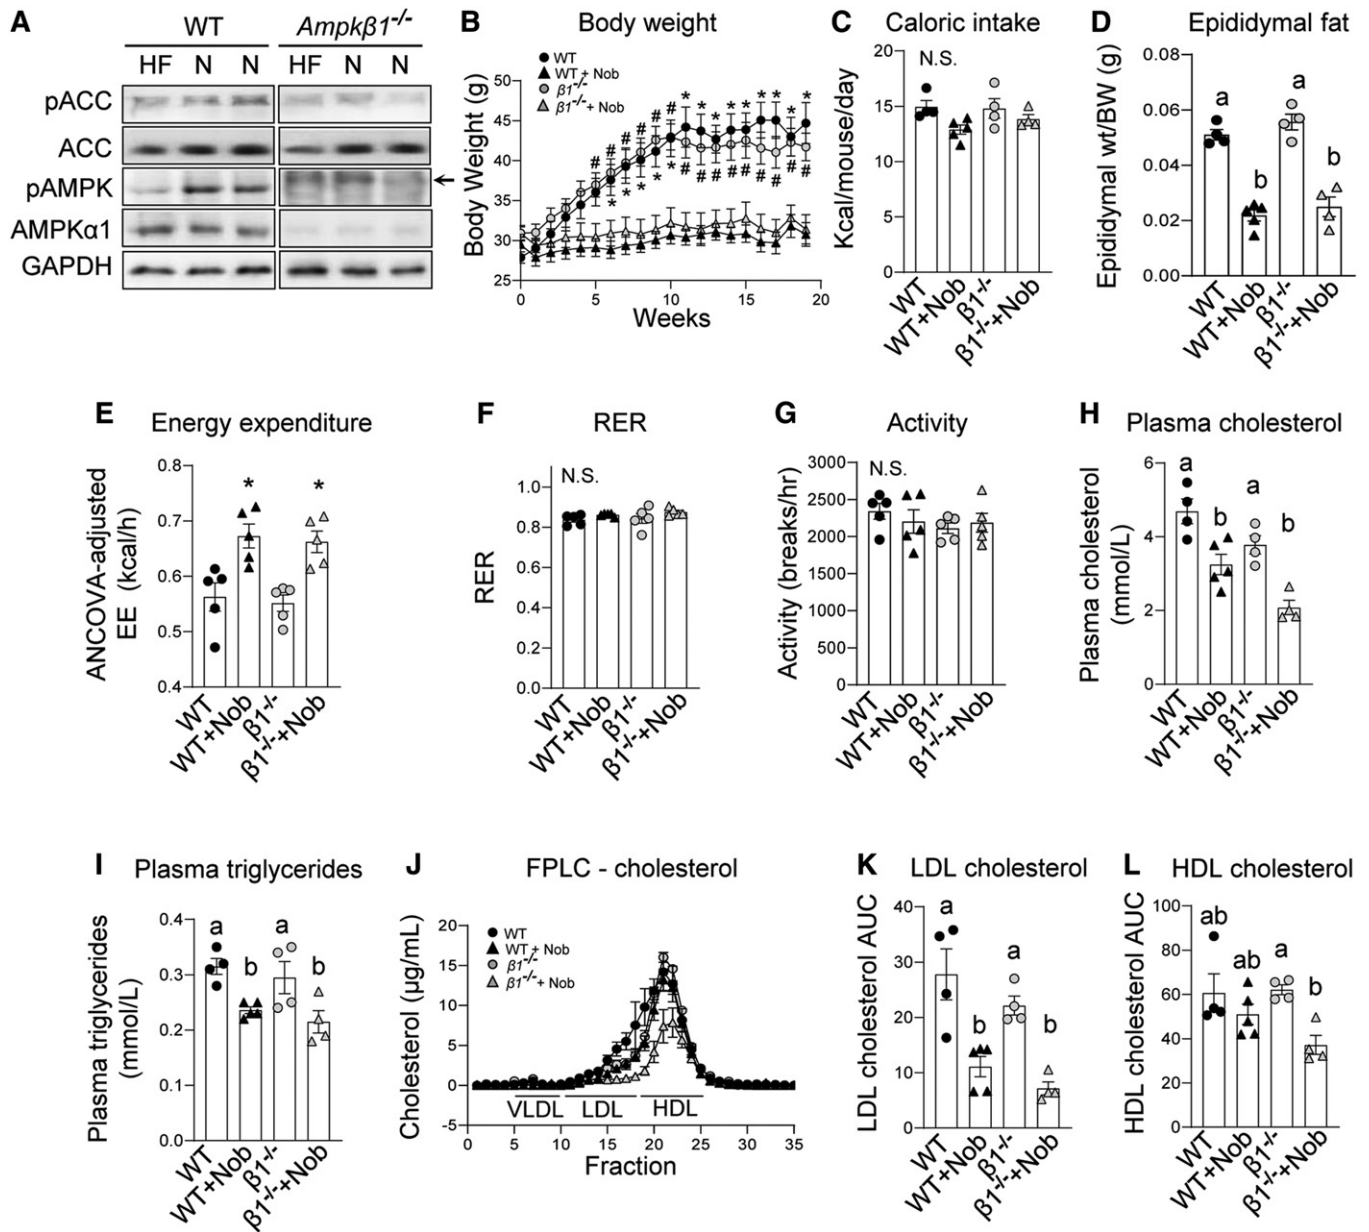 A
WT
Ampkβ1-/-
HF N N HF N N
pACC
ACC
pAMPK
AMPKα1
GAPDH
B
Body weight
WT
WT + Nob
β1-/-
β1-/-+ Nob
Body Weight (g)
50
45
40
35
30
25
# # # # # # * * * * * * * * *
* * * * * # # # # # # # # #
0 5 10 15 20
Weeks
C
Caloric intake
N.S.
Kcal/mouse/day
20
15
10
5
0
WT
WT+Nob
β1-/-
β1-/-+Nob
D
Epididymal fat
Epididymal wt/BW (g)
0.08
0.06
0.04
0.02
0.00
a b a b
WT
WT+Nob
β1-/-
β1-/-+Nob
E
Energy expenditure
ANCOVA-adjusted
EE (kcal/h)
0.8
0.7
0.6
0.5
0.4
* *
WT
WT+Nob
β1-/-
β1-/-+Nob
F
RER
N.S.
RER
1.0
0.8
0.6
0.4
0.2
0.0
WT
WT+Nob
β1-/-
β1-/-+Nob
G
Activity
N.S.
Activity (breaks/hr)
3000
2500
2000
1500
1000
500
0
WT
WT+Nob
β1-/-
β1-/-+Nob
H
Plasma cholesterol
Plasma cholesterol
(mmol/L)
6
4
2
0
a b a b
WT
WT+Nob
β1-/-
β1-/-+Nob
I
Plasma triglycerides
Plasma triglycerides
(mmol/L)
0.4
0.3
0.2
0.1
0.0
a b a b
WT
WT+Nob
β1-/-
β1-/-+Nob
J
FPLC - cholesterol
WT
WT + Nob
β1-/-
β1-/-+ Nob
Cholesterol (µg/mL)
20
15
10
5
0
-5
VLDL LDL HDL
0 5 10 15 20 25 30 35
Fraction
K
LDL cholesterol
LDL cholesterol AUC
40
30
20
10
0
a b a b
WT
WT+Nob
β1-/-
β1-/-+Nob
L
HDL cholesterol
HDL cholesterol AUC
100
80
60
40
20
0
ab ab a b
WT
WT+Nob
β1-/-
β1-/-+Nob